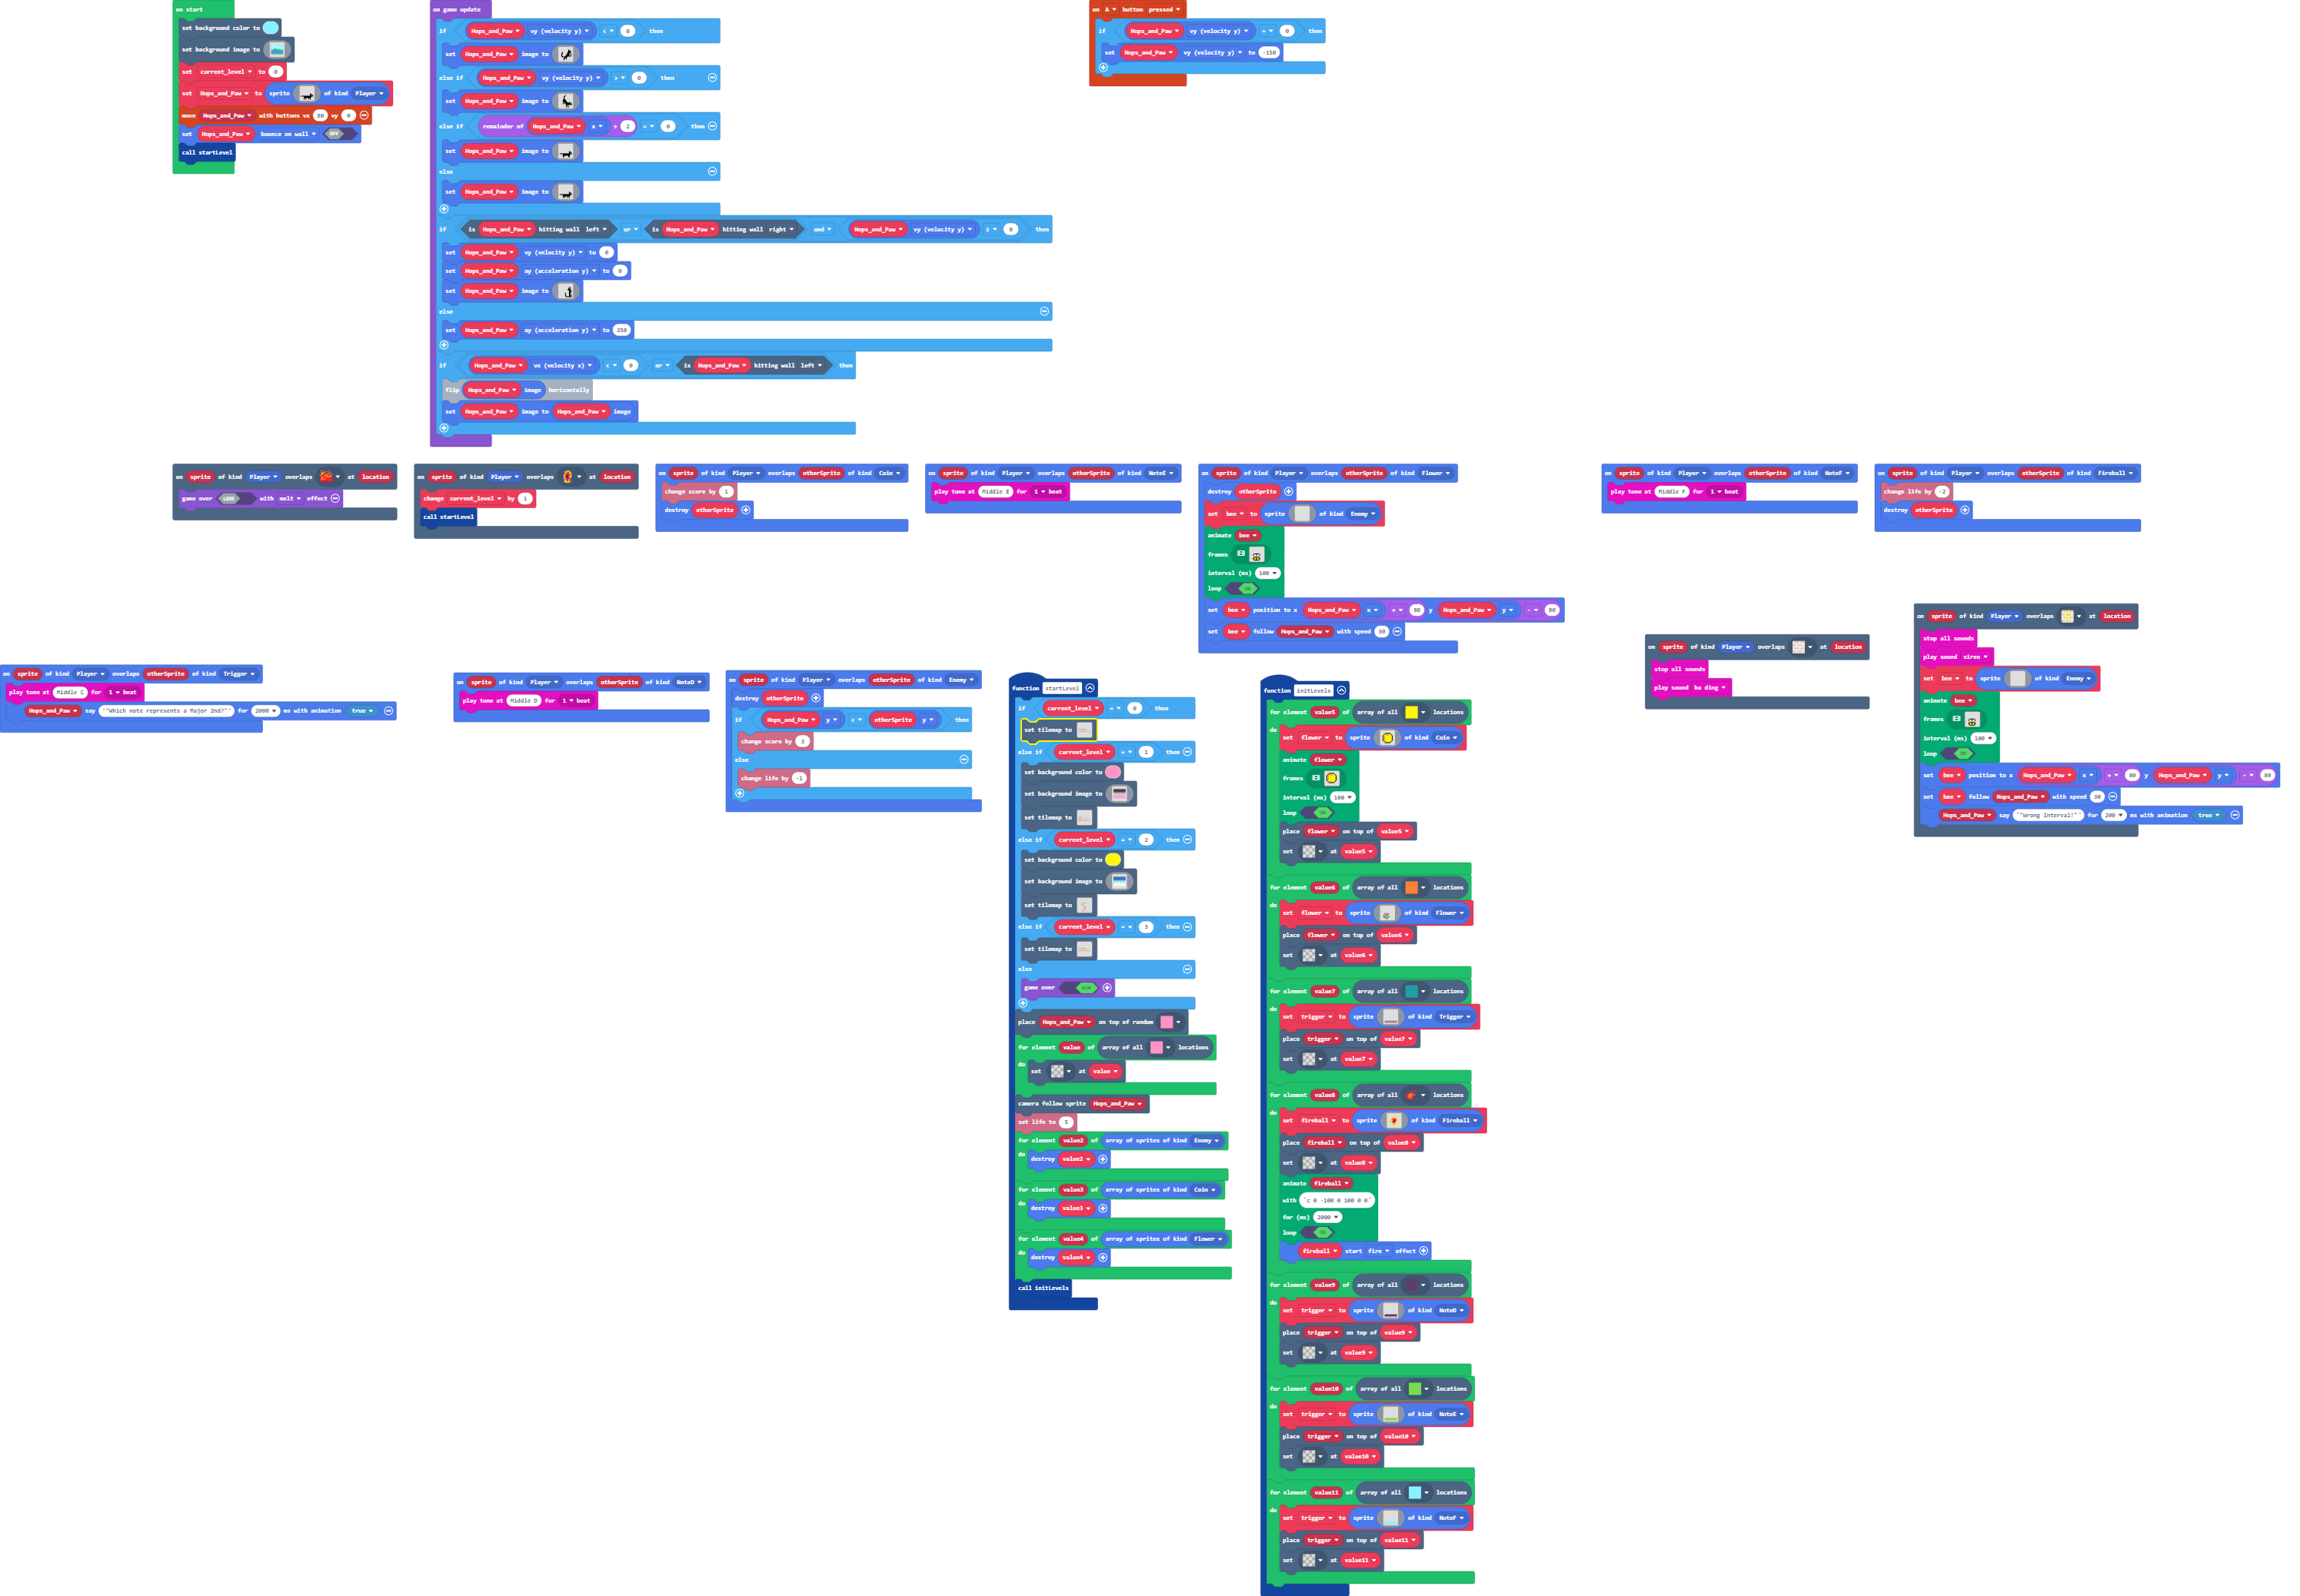 on start
set background color to
set background image to
set current_level to 0
set Hops_and_Paw to sprite of kind Player
move Hops_and_Paw with buttons vx 80 vy 0
set Hops_and_Paw bounce on wall OFF
call startLevel
on game update
if Hops_and_Paw vy (velocity y) < 0 then
set Hops_and_Paw image to
else if Hops_and_Paw vy (velocity y) > 0 then
set Hops_and_Paw image to
else if remainder of Hops_and_Paw x ÷ 2 = 0 then
set Hops_and_Paw image to
else
set Hops_and_Paw image to
if is Hops_and_Paw hitting wall left or is Hops_and_Paw hitting wall right and Hops_and_Paw vy (velocity y) ≥ 0 then
set Hops_and_Paw vy (velocity y) to 0
set Hops_and_Paw ay (acceleration y) to 0
set Hops_and_Paw image to
else
set Hops_and_Paw ay (acceleration y) to 350
if Hops_and_Paw vx (velocity x) < 0 or is Hops_and_Paw hitting wall left then
flip Hops_and_Paw image horizontally
set Hops_and_Paw image to Hops_and_Paw image
on A button pressed
if Hops_and_Paw vy (velocity y) = 0 then
set Hops_and_Paw vy (velocity y) to -150
on sprite of kind Player overlaps at location
game over LOSE with melt effect
on sprite of kind Player overlaps at location
change current_level by 1
call startLevel
on sprite of kind Player overlaps otherSprite of kind Coin
change score by 1
destroy otherSprite
on sprite of kind Player overlaps otherSprite of kind NoteE
play tone at Middle E for 1 beat
on sprite of kind Player overlaps otherSprite of kind Flower
destroy otherSprite
set bee to sprite of kind Enemy
animate bee
frames
interval (ms) 100
loop ON
set bee position to x Hops_and_Paw x + 80 y Hops_and_Paw y - 80
set bee follow Hops_and_Paw with speed 30
on sprite of kind Player overlaps otherSprite of kind NoteF
play tone at Middle F for 1 beat
on sprite of kind Player overlaps otherSprite of kind Fireball
change life by -2
destroy otherSprite
on sprite of kind Player overlaps otherSprite of kind Trigger
play tone at Middle C for 1 beat
Hops_and_Paw say ""Which note represents a Major 2nd?"" for 2000 ms with animation true
on sprite of kind Player overlaps otherSprite of kind NoteD
play tone at Middle D for 1 beat
on sprite of kind Player overlaps otherSprite of kind Enemy
destroy otherSprite
if Hops_and_Paw y < otherSprite y then
change score by 3
else
change life by -1
function startLevel
if current_level = 0 then
set tilemap to
else if current_level = 1 then
set background color to
set background image to
set tilemap to
else if current_level = 2 then
set background color to
set background image to
set tilemap to
else if current_level = 3 then
set tilemap to
else
game over WIN
place Hops_and_Paw on top of random
for element value of array of all locations
do
set at value
camera follow sprite Hops_and_Paw
set life to 5
for element value2 of array of sprites of kind Enemy
do
destroy value2
for element value3 of array of sprites of kind Coin
do
destroy value3
for element value4 of array of sprites of kind Flower
do
destroy value4
call initLevels
function initLevels
for element value5 of array of all locations
do
set flower to sprite of kind Coin
animate flower
frames
interval (ms) 100
loop ON
place flower on top of value5
set at value5
for element value6 of array of all locations
do
set flower to sprite of kind Flower
place flower on top of value6
set at value6
for element value7 of array of all locations
do
set trigger to sprite of kind Trigger
place trigger on top of value7
set at value7
for element value8 of array of all locations
do
set fireball to sprite of kind Fireball
place fireball on top of value8
set at value8
animate fireball
with "c 0 -100 0 100 0 0"
for (ms) 2000
loop ON
fireball start fire effect
for element value9 of array of all locations
do
set trigger to sprite of kind NoteD
place trigger on top of value9
set at value9
for element value10 of array of all locations
do
set trigger to sprite of kind NoteE
place trigger on top of value10
set at value10
for element value11 of array of all locations
do
set trigger to sprite of kind NoteF
place trigger on top of value11
set at value11
on sprite of kind Player overlaps at location
stop all sounds
play sound ba ding
on sprite of kind Player overlaps at location
stop all sounds
play sound siren
set bee to sprite of kind Enemy
animate bee
frames
interval (ms) 100
loop ON
set bee position to x Hops_and_Paw x + 80 y Hops_and_Paw y - 80
set bee follow Hops_and_Paw with speed 30
Hops_and_Paw say ""Wrong Interval!"" for 200 ms with animation true